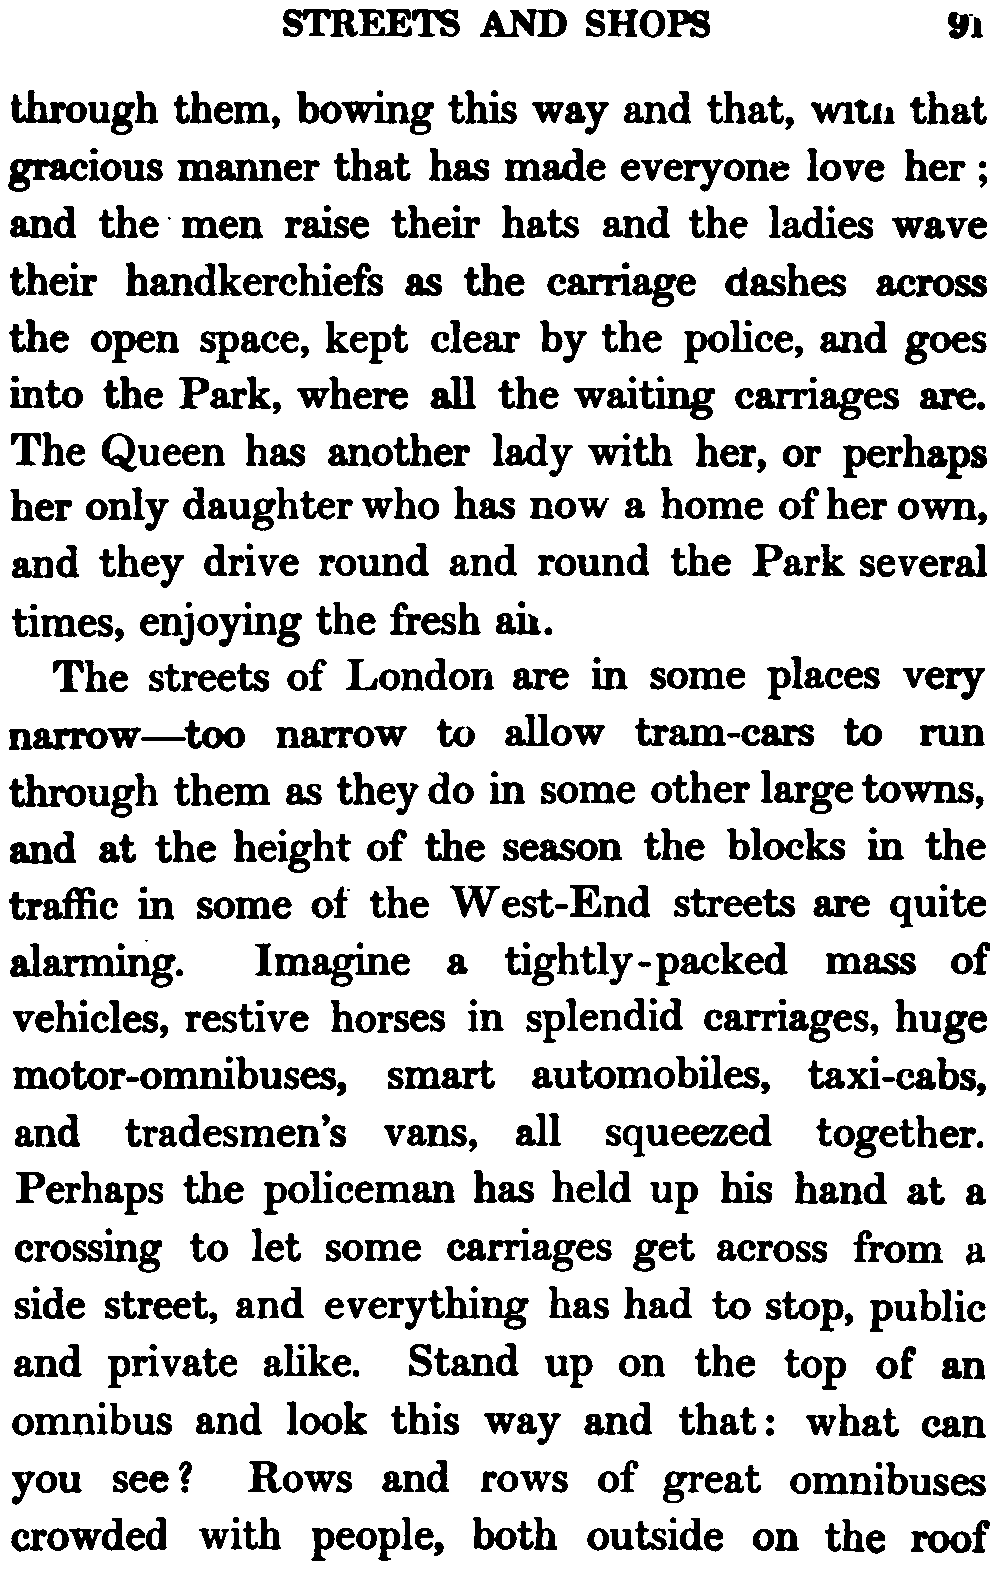 STREETS AND SHOPS 91
through them, bowing this way and that, with that
gracious manner that has made everyone love her ;
and the men raise their hats and the ladies wave
their handkerchiefs as the carriage dashes across
the open space, kept clear by the police, and goes
into the Park, where all the waiting carriages are.
The Queen has another lady with her, or perhaps
her only daughter who has now a home of her own,
and they drive round and round the Park several
times, enjoying the fresh air.
The streets of London are in some places very
narrow—too narrow to allow tram-cars to run
through them as they do in some other large towns,
and at the height of the season the blocks in the
traffic in some of the West-End streets are quite
alarming. Imagine a tightly-packed mass of
vehicles, restive horses in splendid carriages, huge
motor-omnibuses, smart automobiles, taxi-cabs,
and tradesmen's vans, all squeezed together.
Perhaps the policeman has held up his hand at a
crossing to let some carriages get across from a
side street, and everything has had to stop, public
and private alike. Stand up on the top of an
omnibus and look this way and that: what can
you see? Rows and rows of great omnibuses
crowded with people, both outside on the roof